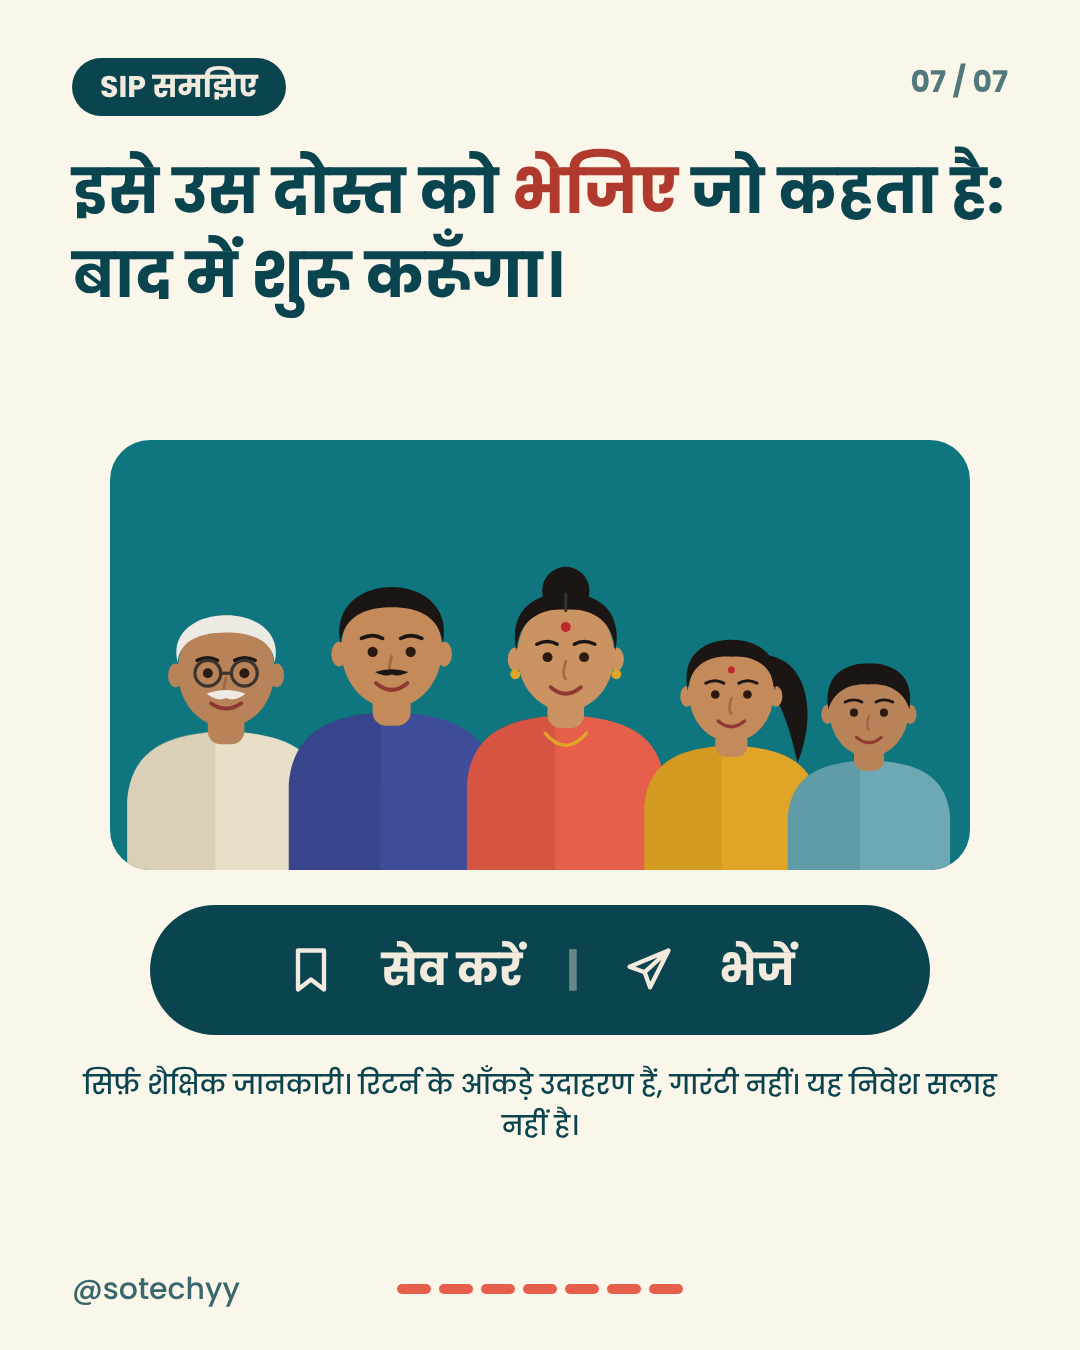 SIP समझिए
07 / 07
इसे उस दोस्त को भेजिए जो कहता है:
बाद में शुरू करूँगा।
सेव करें | भेजें
सिर्फ़ शैक्षिक जानकारी। रिटर्न के आँकड़े उदाहरण हैं, गारंटी नहीं। यह निवेश सलाह
नहीं है।
@sotechyy